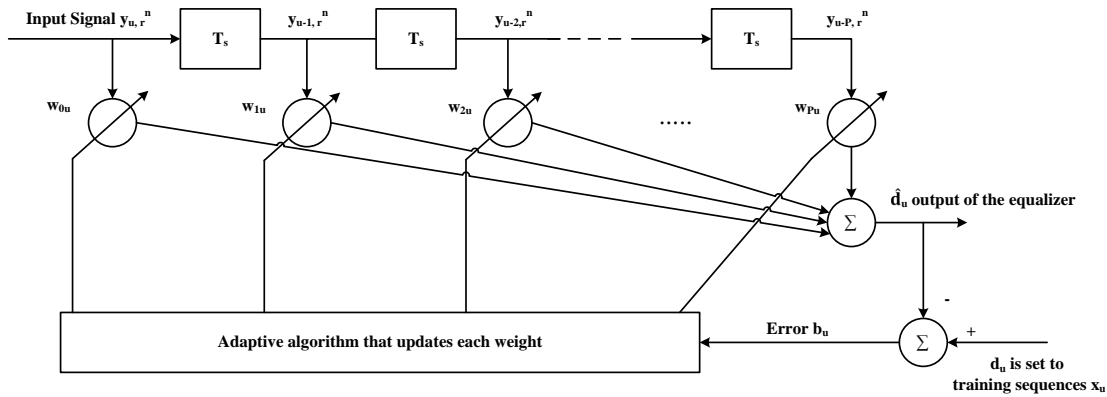 Input Signal y_{u, r}^n
y_{u-1, r}^n
y_{u-2,r}^n
y_{u-P, r}^n
T_s
T_s
T_s
w_{0u}
w_{1u}
w_{2u}
.....
w_{Pu}
Σ
d̂_u output of the equalizer
-
Adaptive algorithm that updates each weight
Error b_u
Σ
+
d_u is set to
training sequences x_u